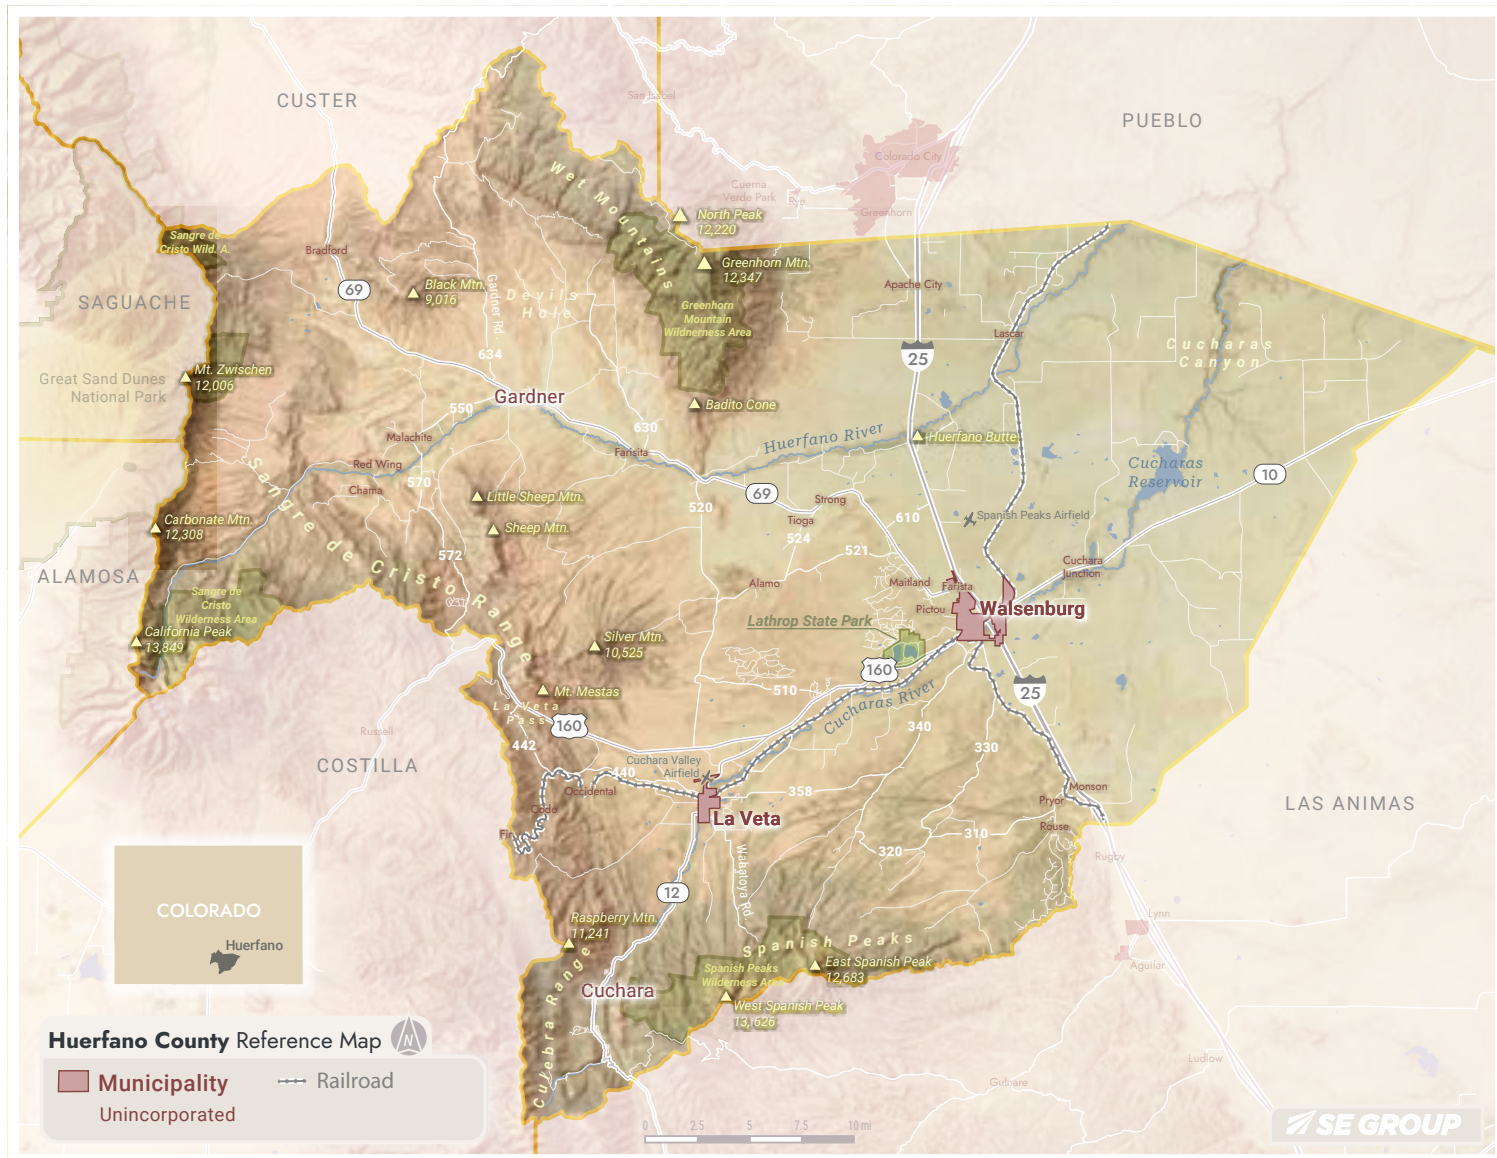 CUSTER
PUEBLO
San Isabel
Colorado City
Cuerna
Verde Park
Rye
Greenhorn
Wet Mountains
North Peak
12,220
Sangre de
Cristo Wild. A.
Bradford
Greenhorn Mtn.
12,347
69
Black Mtn.
9,016
Gardner Rd.
Devils
Hole
Apache City
SAGUACHE
Greenhorn
Mountain
Wildnerness Area
Lascar
Cucharas
Canyon
634
25
Mt. Zwischen
12,006
Great Sand Dunes
National Park
Gardner
550
Badito Cone
630
Malachite
Huerfano River
Huerfano Butte
Farisita
Red Wing
570
Chama
Cucharas
Reservoir
10
Little Sheep Mtn.
69
Strong
520
Tioga
610
Spanish Peaks Airfield
Carbonate Mtn.
12,308
Sheep Mtn.
524
521
572
Sangre de Cristo Range
Cuchara
Junction
ALAMOSA
Alamo
Maitland
Farista
Sangre de
Cristo
Wilderness Area
Pictou
Walsenburg
Lathrop State Park
California Peak
13,849
Silver Mtn.
10,525
160
510
Mt. Mestas
25
La Veta
Pass
Cucharas River
160
340
Russell
442
330
COSTILLA
Cuchara Valley
Airfield
440
Occidental
358
Monson
Pryor
LAS ANIMAS
Codo
La Veta
Rouse
Fir
310
320
Wahatoya Rd.
Rugby
12
COLORADO
Huerfano
Raspberry Mtn.
11,241
Lynn
Spanish Peaks
Aguilar
East Spanish Peak
12,683
Spanish Peaks
Wilderness Area
Cuchara
West Spanish Peak
13,626
Culebra Range
Huerfano County Reference Map
N
Ludlow
Municipality
Railroad
Gulnare
Unincorporated
0 2.5 5 7.5 10 mi
SE GROUP